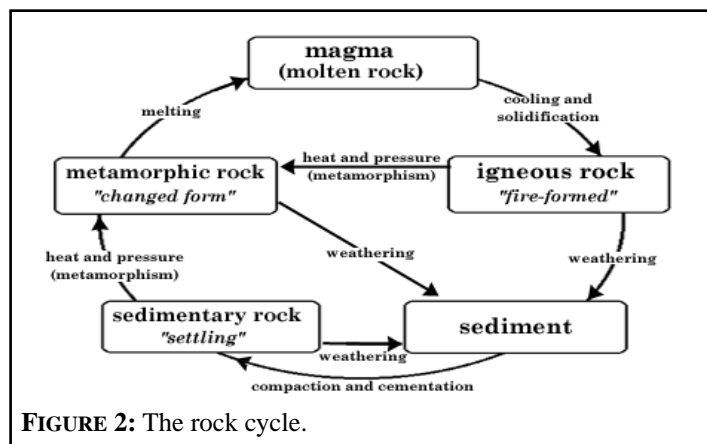 magma
(molten rock)
melting
cooling and
solidification
metamorphic rock
"changed form"
heat and pressure
(metamorphism)
igneous rock
"fire-formed"
heat and pressure
(metamorphism)
weathering
weathering
sedimentary rock
"settling"
weathering
sediment
compaction and cementation
FIGURE 2: The rock cycle.